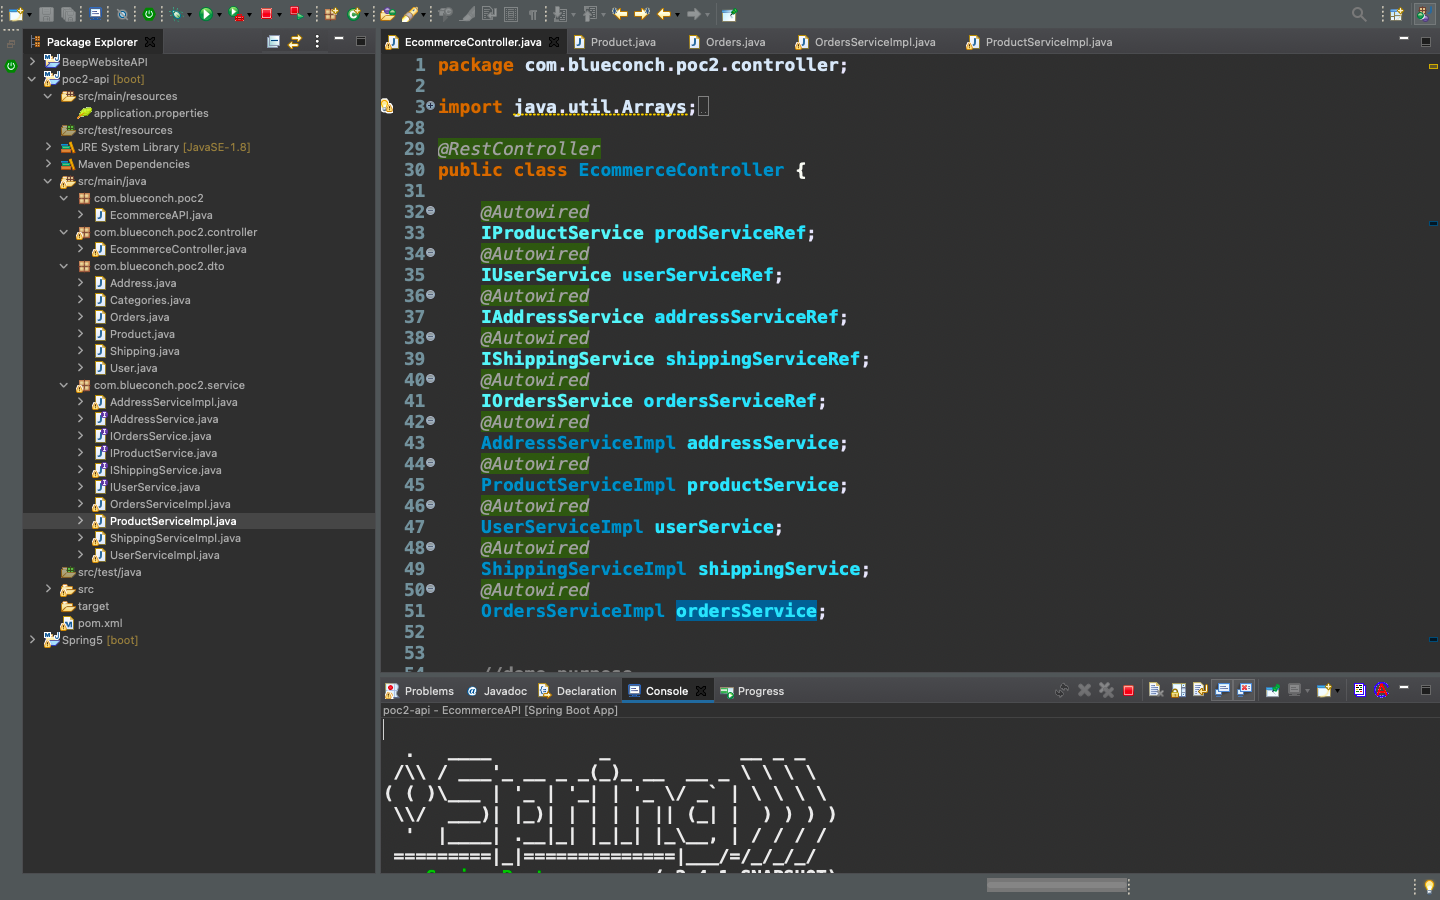 Package Explorer
BeepWebsiteAPI
poc2-api [boot]
src/main/resources
application.properties
src/test/resources
JRE System Library [JavaSE-1.8]
Maven Dependencies
src/main/java
com.blueconch.poc2
EcommerceAPI.java
com.blueconch.poc2.controller
EcommerceController.java
com.blueconch.poc2.dto
Address.java
Categories.java
Orders.java
Product.java
Shipping.java
User.java
com.blueconch.poc2.service
AddressServiceImpl.java
IAddressService.java
IOrdersService.java
IProductService.java
IShippingService.java
IUserService.java
OrdersServiceImpl.java
ProductServiceImpl.java
ShippingServiceImpl.java
UserServiceImpl.java
src/test/java
src
target
pom.xml
Spring5 [boot]
EcommerceController.java Product.java Orders.java OrdersServiceImpl.java ProductServiceImpl.java
1 package com.blueconch.poc2.controller;
2
3 import java.util.Arrays;
28
29 @RestController
30 public class EcommerceController {
31
32 @Autowired
33 IProductService prodServiceRef;
34 @Autowired
35 IUserService userServiceRef;
36 @Autowired
37 IAddressService addressServiceRef;
38 @Autowired
39 IShippingService shippingServiceRef;
40 @Autowired
41 IOrdersService ordersServiceRef;
42 @Autowired
43 AddressServiceImpl addressService;
44 @Autowired
45 ProductServiceImpl productService;
46 @Autowired
47 UserServiceImpl userService;
48 @Autowired
49 ShippingServiceImpl shippingService;
50 @Autowired
51 OrdersServiceImpl ordersService;
52
53
Problems Javadoc Declaration Console Progress
poc2-api - EcommerceAPI [Spring Boot App]
  .   ____          _            __ _ _
 /\\ / ___'_ __ _ _(_)_ __  __ _ \ \ \ \
( ( )\___ | '_ | '_| | '_ \/ _` | \ \ \ \
 \\/  ___)| |_)| | | | | || (_| |  ) ) ) )
  '  |____| .__|_| |_|_| |_\__, | / / / /
 =========|_|==============|___/=/_/_/_/